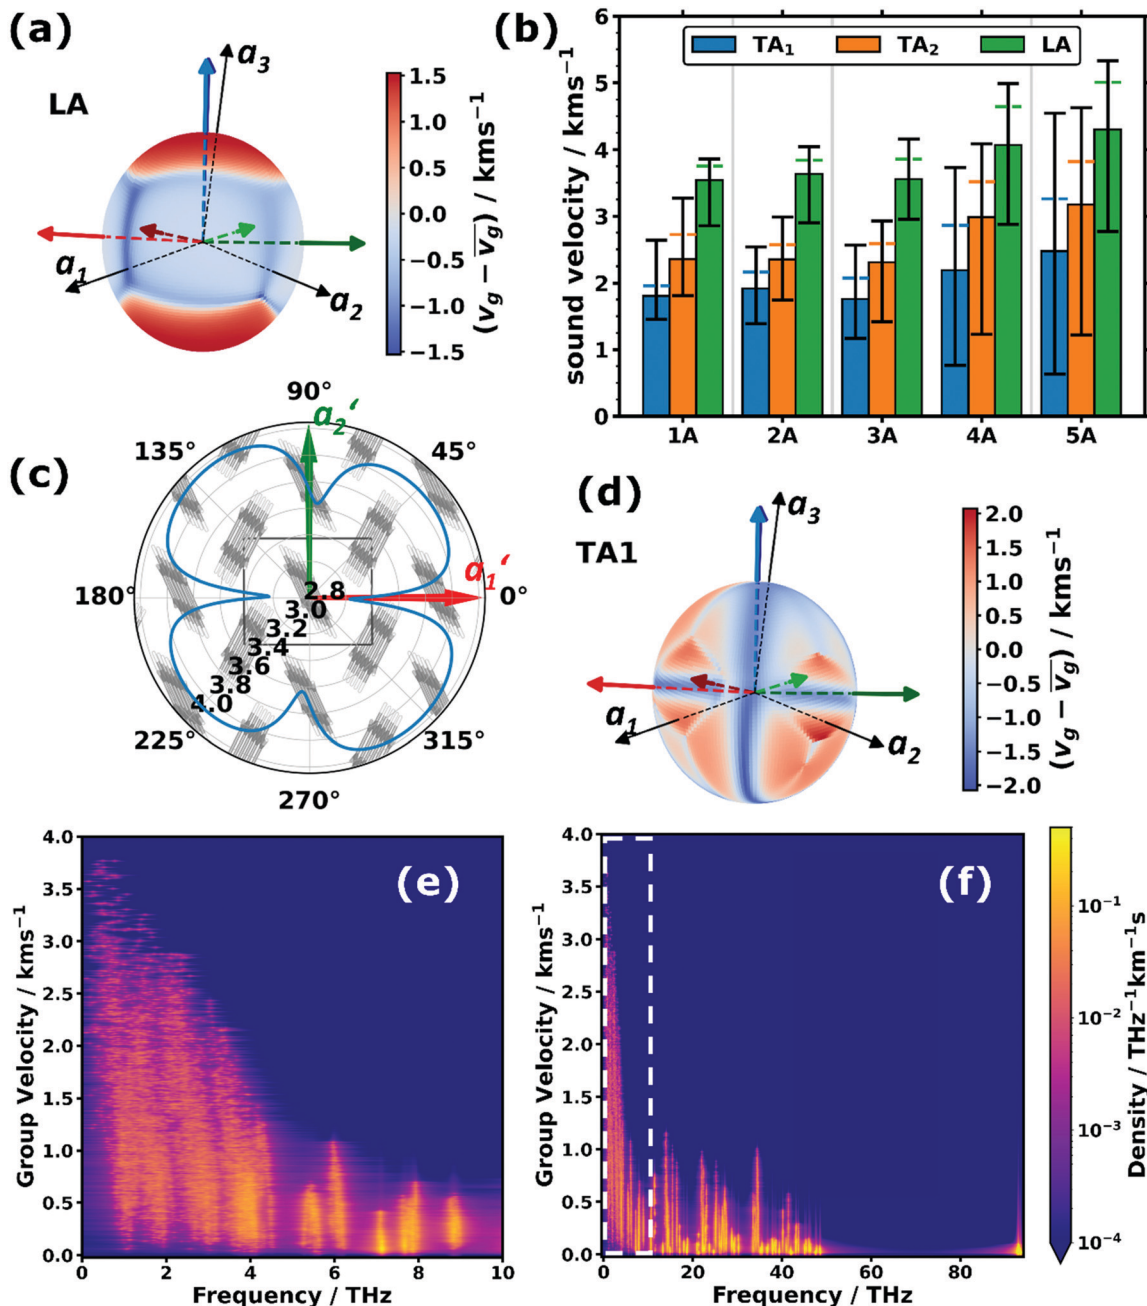 (a)
LA
a3
a1
a2
1.5
1.0
0.5
0.0
−0.5
−1.0
−1.5
(vg − vg) / kms−1
(b)
TA1 TA2 LA
6
5
4
3
2
1
0
sound velocity / kms−1
1A 2A 3A 4A 5A
(c)
90°
a2‘
135° 45°
180° a1‘ 0°
2.8
3.0
3.2
3.4
3.6
3.8
4.0
225° 315°
270°
(d)
TA1
a3
a1
a2
2.0
1.5
1.0
0.5
0.0
−0.5
−1.0
−1.5
−2.0
(vg − vg) / kms−1
(e)
4.0
3.5
3.0
2.5
2.0
1.5
1.0
0.5
0.0
Group Velocity / kms−1
0 2 4 6 8 10
Frequency / THz
(f)
4.0
3.5
3.0
2.5
2.0
1.5
1.0
0.5
0.0
Group Velocity / kms−1
0 20 40 60 80
Frequency / THz
10−1
10−2
10−3
10−4
Density / THz−1km−1s